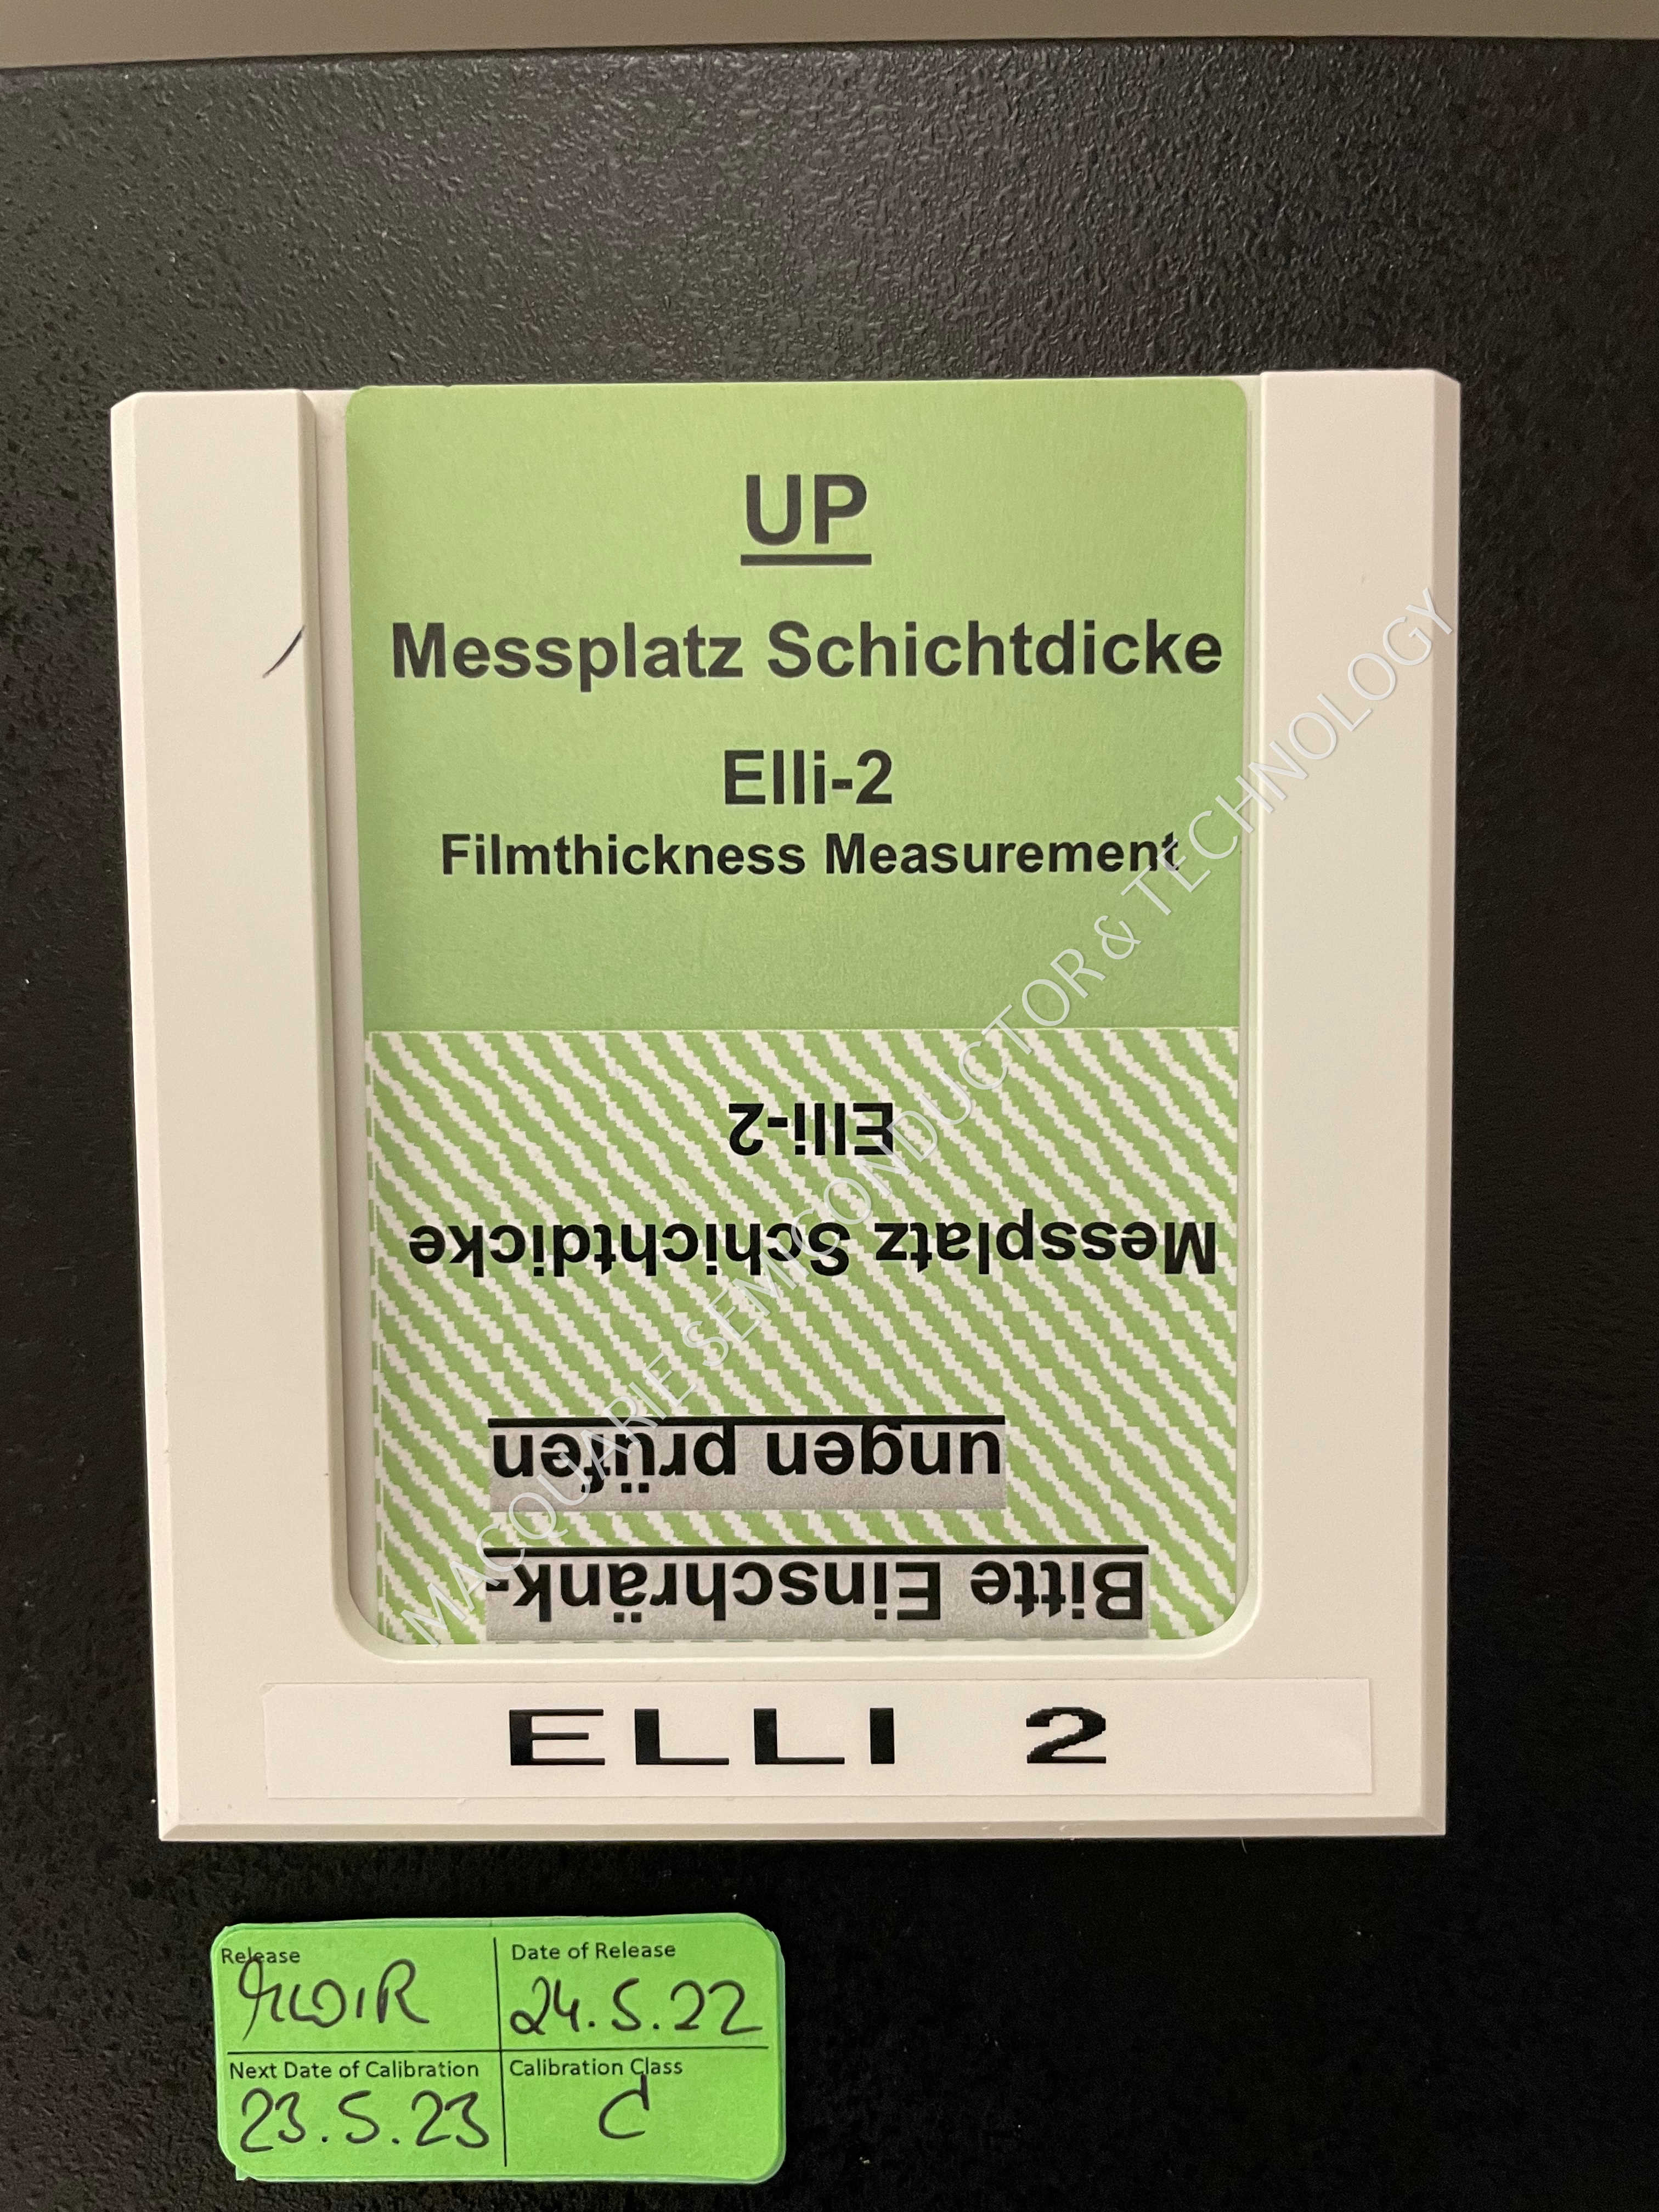 UP
Messplatz Schichtdicke
Elli-2
Filmthickness Measurement
Bitte Einschränk-
ungen prüfen
Messplatz Schichtdicke
Elli-2
ELLI 2
Release
Date of Release
24.5.22
Next Date of Calibration
23.5.23
Calibration Class
C
MACQUARIE SEMICONDUCTOR & TECHNOLOGY